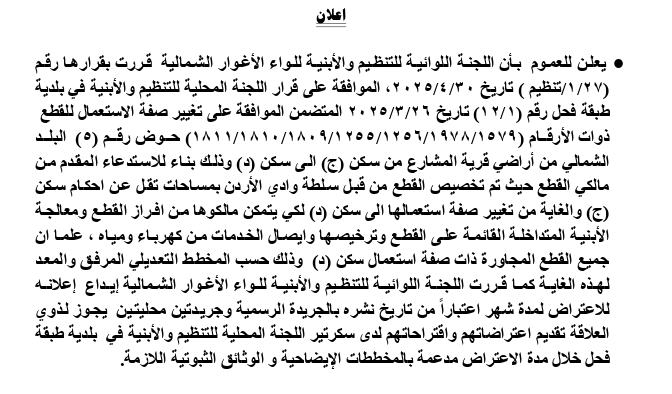 اعلان
● يعلن للعموم بأن اللجنة اللوائية للتنظيم والأبنية للواء الأغوار الشمالية قررت بقرارها رقم
(١/٢٧/تنظيم ) تاريخ ٢٠٢٥/٤/٣٠، الموافقة على قرار اللجنة المحلية للتنظيم والأبنية في بلدية
طبقة فحل رقم (١٢/١) تاريخ ٢٠٢٥/٣/٢٦ المتضمن الموافقة على تغيير صفة الاستعمال للقطع
ذوات الأرقام (١٨١١/١٨١٠/١٨٠٩/١٢٥٥/١٢٥٦/١٩٧٨/١٥٧٩) حوض رقم (٥) البلد
الشمالي من أراضي قرية المشارع من سكن (ج) الى سكن (د) وذلك بناء للاستدعاء المقدم من
مالكي القطع حيث تم تخصيص القطع من قبل سلطة وادي الأردن بمساحات تقل عن احكام سكن
(ج) والغاية من تغيير صفة استعمالها الى سكن (د) لكي يتمكن مالكوها من افراز القطع ومعالجة
الأبنية المتداخلة القائمة على القطع وترخيصها وايصال الخدمات من كهرباء ومياه ، علما ان
جميع القطع المجاورة ذات صفة استعمال سكن (د) وذلك حسب المخطط التعديلي المرفق والمعد
لهذه الغاية كما قررت اللجنة اللوائية للتنظيم والأبنية للواء الأغوار الشمالية إيداع إعلانه
للاعتراض لمدة شهر اعتباراً من تاريخ نشره بالجريدة الرسمية وجريدتين محليتين يجوز لذوي
العلاقة تقديم اعتراضاتهم واقتراحاتهم لدى سكرتير اللجنة المحلية للتنظيم والأبنية في بلدية طبقة
فحل خلال مدة الاعتراض مدعمة بالمخططات الإيضاحية و الوثائق الثبوتية اللازمة.